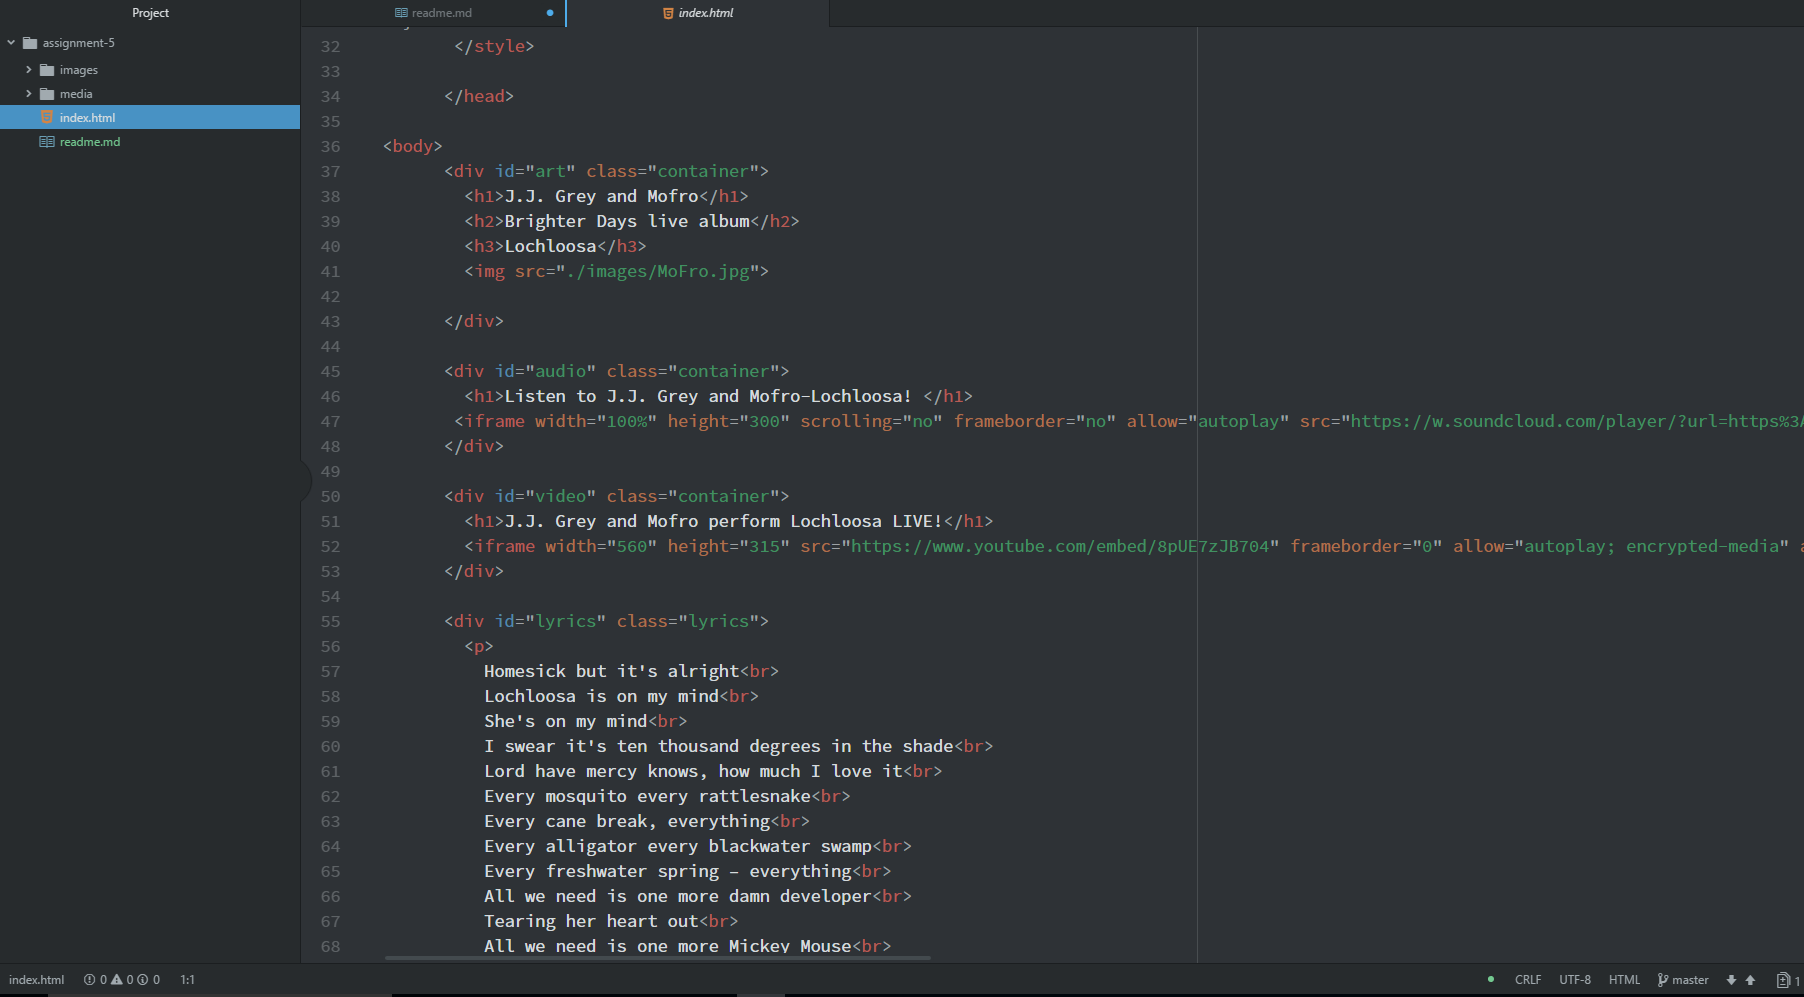 Project
readme.md
index.html
assignment-5
images
media
index.html
readme.md
32 </style>
33
34 </head>
35
36 <body>
37 <div id="art" class="container">
38 <h1>J.J. Grey and Mofro</h1>
39 <h2>Brighter Days live album</h2>
40 <h3>Lochloosa</h3>
41 <img src="./images/MoFro.jpg">
42
43 </div>
44
45 <div id="audio" class="container">
46 <h1>Listen to J.J. Grey and Mofro-Lochloosa! </h1>
47 <iframe width="100%" height="300" scrolling="no" frameborder="no" allow="autoplay" src="https://w.soundcloud.com/player/?url=https%3A
48 </div>
49
50 <div id="video" class="container">
51 <h1>J.J. Grey and Mofro perform Lochloosa LIVE!</h1>
52 <iframe width="560" height="315" src="https://www.youtube.com/embed/8pUE7zJB704" frameborder="0" allow="autoplay; encrypted-media" a
53 </div>
54
55 <div id="lyrics" class="lyrics">
56 <p>
57 Homesick but it's alright<br>
58 Lochloosa is on my mind<br>
59 She's on my mind<br>
60 I swear it's ten thousand degrees in the shade<br>
61 Lord have mercy knows, how much I love it<br>
62 Every mosquito every rattlesnake<br>
63 Every cane break, everything<br>
64 Every alligator every blackwater swamp<br>
65 Every freshwater spring – everything<br>
66 All we need is one more damn developer<br>
67 Tearing her heart out<br>
68 All we need is one more Mickey Mouse<br>
index.html 0 0 0 1:1 CRLF UTF-8 HTML master 1